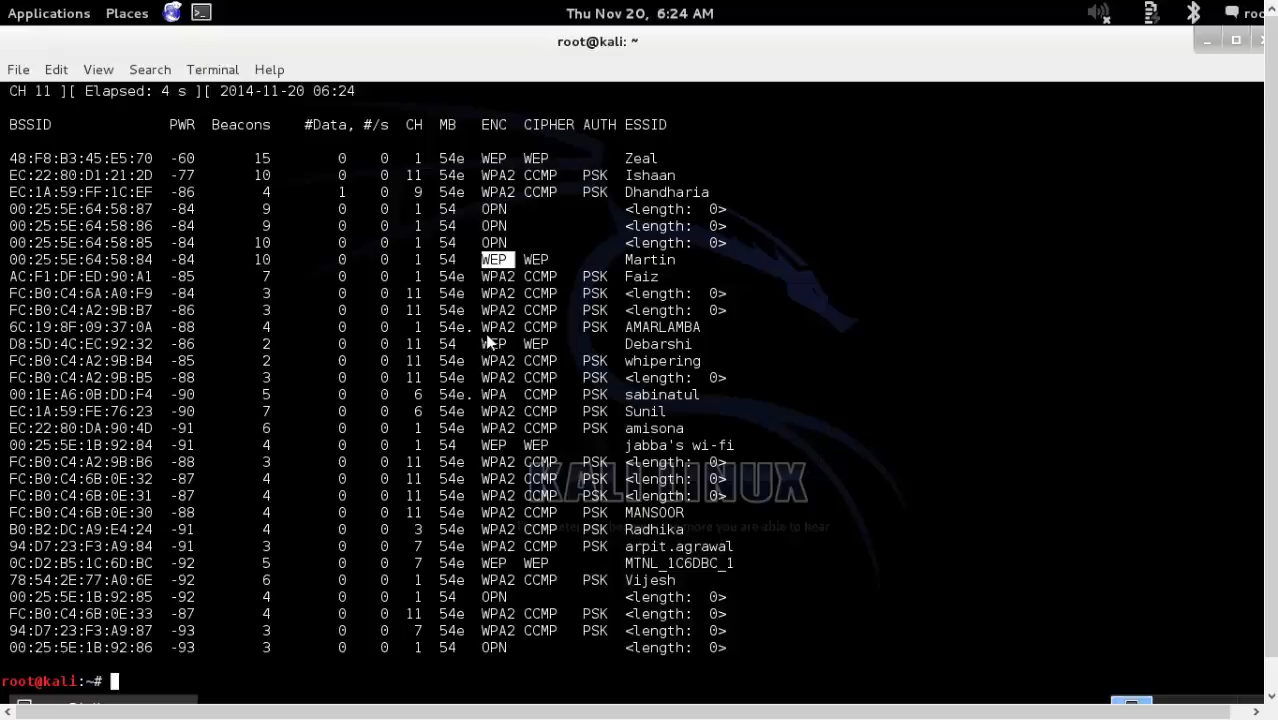 Applications Places Thu Nov 20, 6:24 AM roo
root@kali: ~
File Edit View Search Terminal Help
CH 11 ][ Elapsed: 4 s ][ 2014-11-20 06:24
BSSID PWR Beacons #Data, #/s CH MB ENC CIPHER AUTH ESSID
48:F8:B3:45:E5:70 -60 15 0 0 1 54e WEP WEP Zeal
EC:22:80:D1:21:2D -77 10 0 0 11 54e WPA2 CCMP PSK Ishaan
EC:1A:59:FF:1C:EF -86 4 1 0 9 54e WPA2 CCMP PSK Dhandharia
00:25:5E:64:58:87 -84 9 0 0 1 54 OPN <length: 0>
00:25:5E:64:58:86 -84 9 0 0 1 54 OPN <length: 0>
00:25:5E:64:58:85 -84 10 0 0 1 54 OPN <length: 0>
00:25:5E:64:58:84 -84 10 0 0 1 54 WEP WEP Martin
AC:F1:DF:ED:90:A1 -85 7 0 0 1 54e WPA2 CCMP PSK Faiz
FC:B0:C4:6A:A0:F9 -84 3 0 0 11 54e WPA2 CCMP PSK <length: 0>
FC:B0:C4:A2:9B:B7 -86 3 0 0 11 54e WPA2 CCMP PSK <length: 0>
6C:19:8F:09:37:0A -88 4 0 0 1 54e. WPA2 CCMP PSK AMARLAMBA
D8:5D:4C:EC:92:32 -86 2 0 0 11 54 WEP WEP Debarshi
FC:B0:C4:A2:9B:B4 -85 2 0 0 11 54e WPA2 CCMP PSK whipering
FC:B0:C4:A2:9B:B5 -88 3 0 0 11 54e WPA2 CCMP PSK <length: 0>
00:1E:A6:0B:DD:F4 -90 5 0 0 6 54e. WPA CCMP PSK sabinatul
EC:1A:59:FE:76:23 -90 7 0 0 6 54e WPA2 CCMP PSK Sunil
EC:22:80:DA:90:4D -91 6 0 0 1 54e WPA2 CCMP PSK amisona
00:25:5E:1B:92:84 -91 4 0 0 1 54 WEP WEP jabba's wi-fi
FC:B0:C4:A2:9B:B6 -88 3 0 0 11 54e WPA2 CCMP PSK <length: 0>
FC:B0:C4:6B:0E:32 -87 4 0 0 11 54e WPA2 CCMP PSK <length: 0>
FC:B0:C4:6B:0E:31 -87 4 0 0 11 54e WPA2 CCMP PSK <length: 0>
FC:B0:C4:6B:0E:30 -88 4 0 0 11 54e WPA2 CCMP PSK MANSOOR
B0:B2:DC:A9:E4:24 -91 4 0 0 3 54e WPA2 CCMP PSK Radhika
94:D7:23:F3:A9:84 -91 3 0 0 7 54e WPA2 CCMP PSK arpit.agrawal
0C:D2:B5:1C:6D:BC -92 5 0 0 7 54e WEP WEP MTNL_1C6DBC_1
78:54:2E:77:A0:6E -92 6 0 0 1 54e WPA2 CCMP PSK Vijesh
00:25:5E:1B:92:85 -92 4 0 0 1 54 OPN <length: 0>
FC:B0:C4:6B:0E:33 -87 4 0 0 11 54e WPA2 CCMP PSK <length: 0>
94:D7:23:F3:A9:87 -93 3 0 0 7 54e WPA2 CCMP PSK <length: 0>
00:25:5E:1B:92:86 -93 3 0 0 1 54 OPN <length: 0>
root@kali:~#
KALI LINUX
more you are able to hear